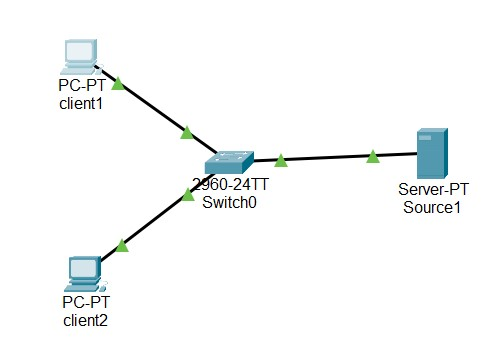 PC-PT
client1
2960-24TT
Switch0
Server-PT
Source1
PC-PT
client2